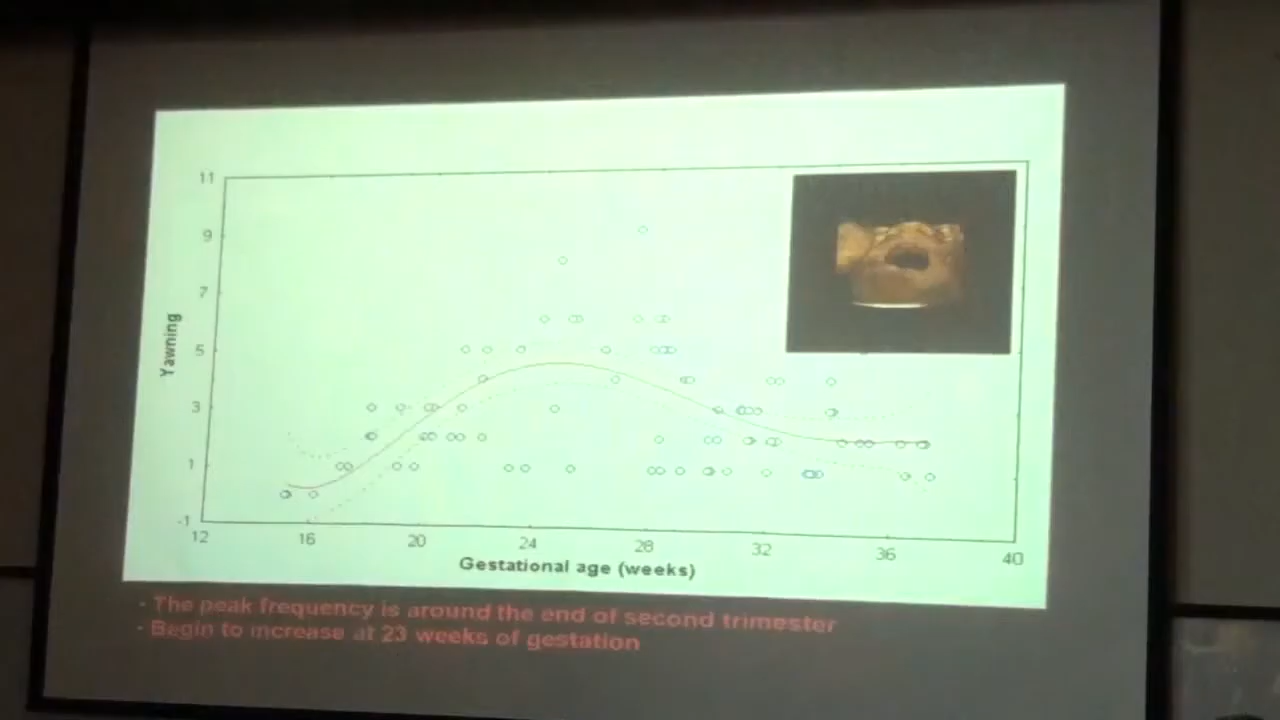 11
9
7
5
3
1
-1
Yawning
12 16 20 24 28 32 36 40
Gestational age (weeks)
- The peak frequency is around the end of second trimester
- Begin to increase at 23 weeks of gestation